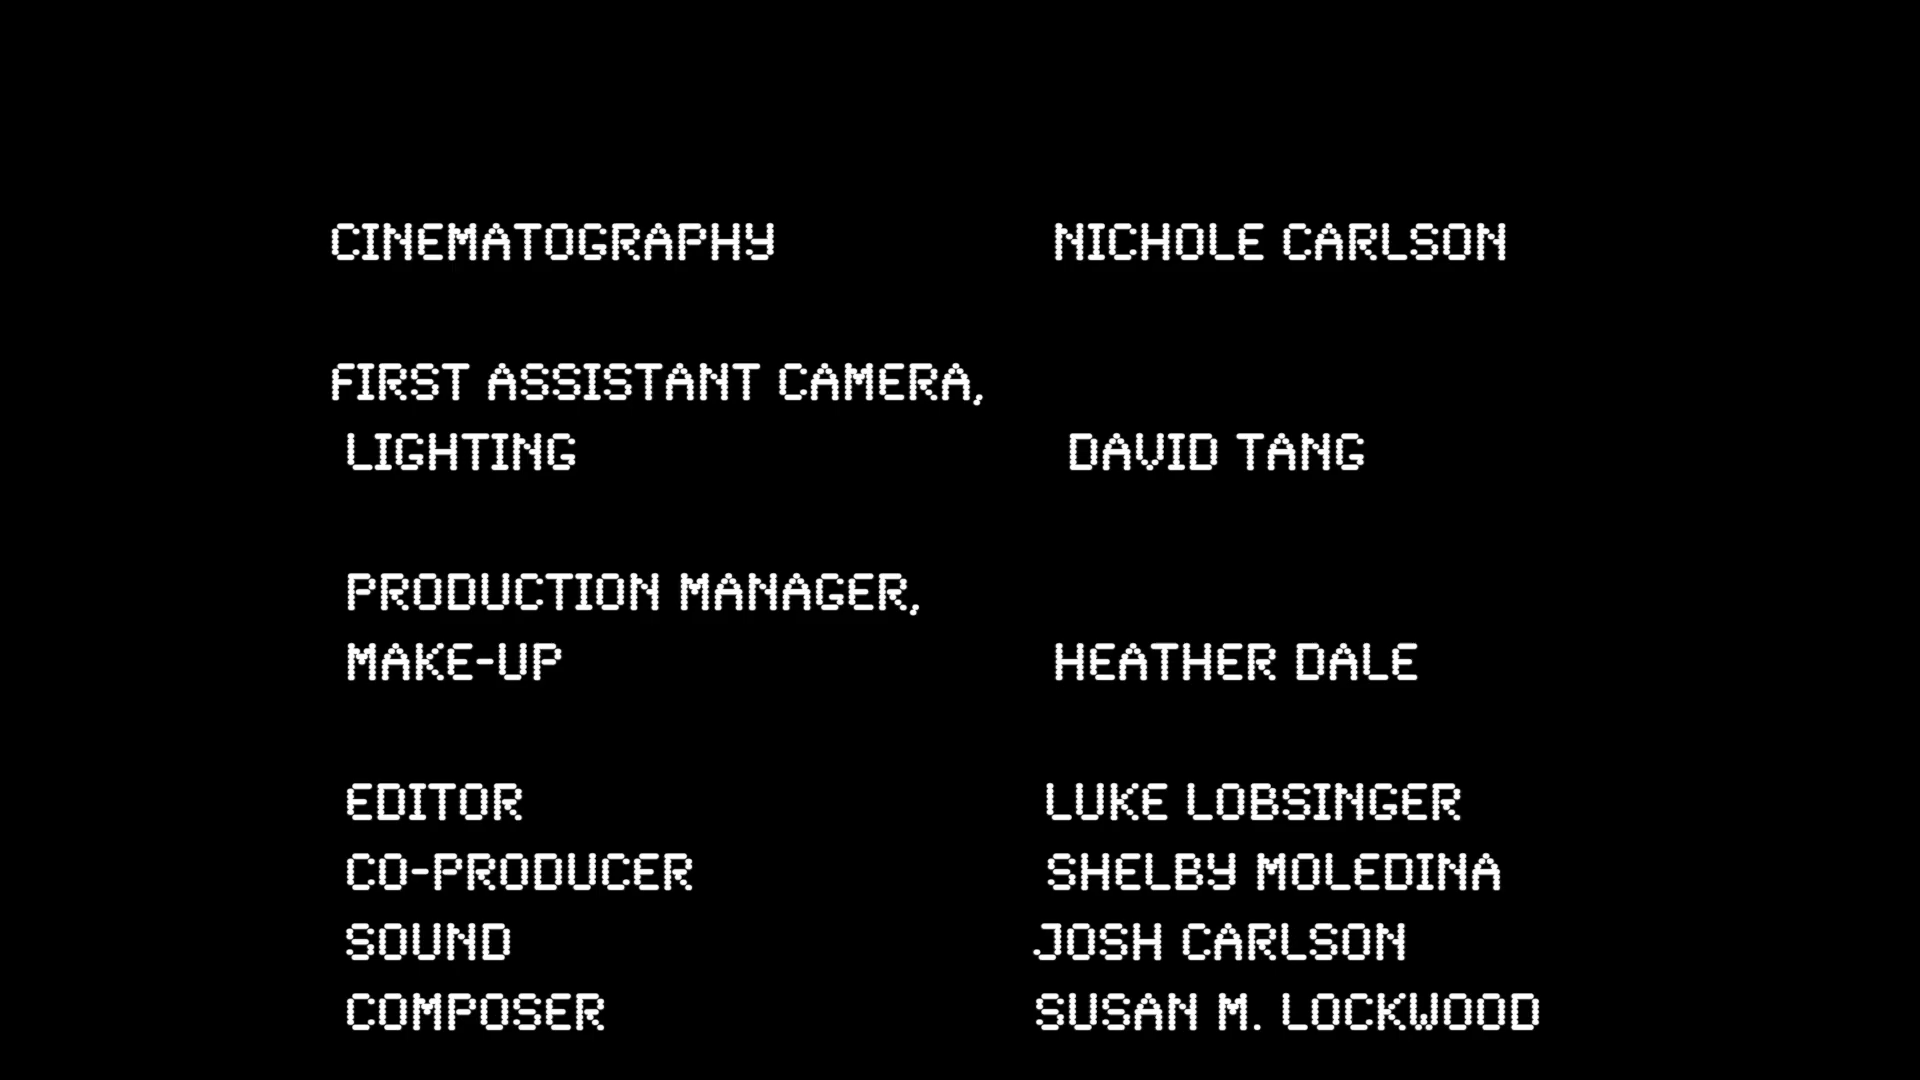 CINEMATOGRAPHY NICHOLE CARLSON
FIRST ASSISTANT CAMERA,
LIGHTING DAVID TANG
PRODUCTION MANAGER,
MAKE-UP HEATHER DALE
EDITOR LUKE LOBSINGER
CO-PRODUCER SHELBY MOLEDINA
SOUND JOSH CARLSON
COMPOSER SUSAN M. LOCKWOOD